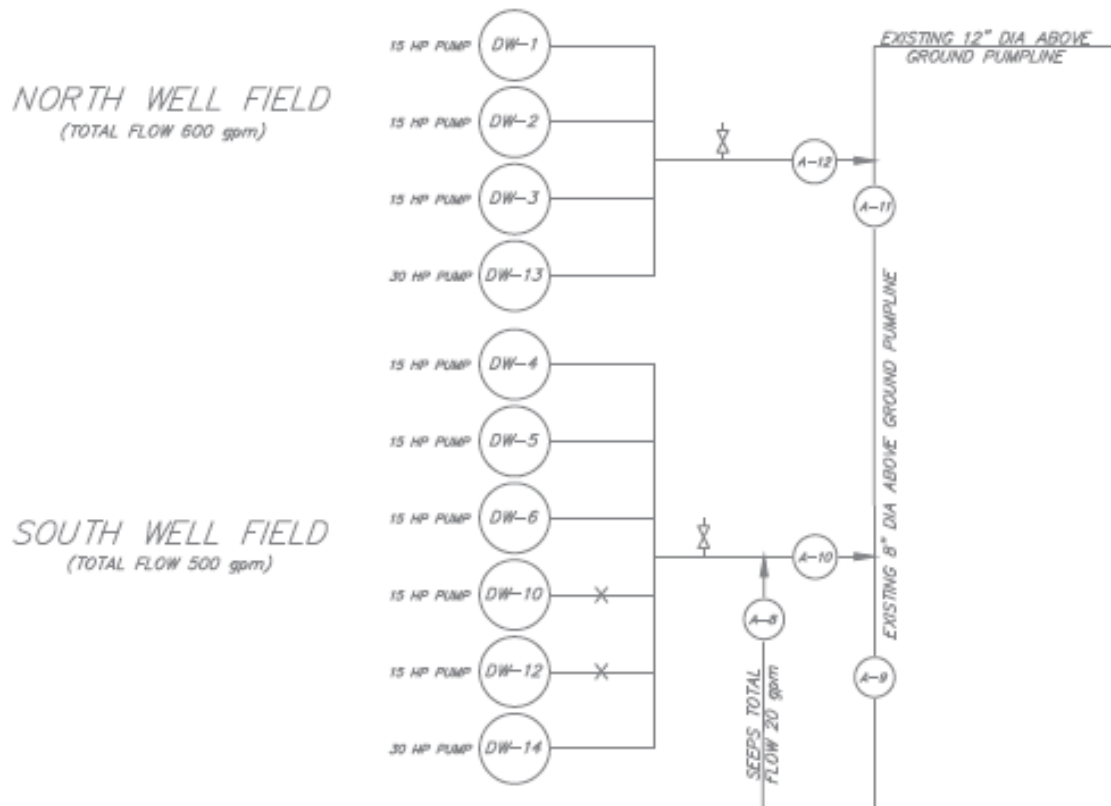 EXISTING 12" DIA ABOVE
GROUND PUMPLINE
NORTH WELL FIELD
(TOTAL FLOW 600 gpm)
15 HP PUMP DW-1
15 HP PUMP DW-2
A-12
15 HP PUMP DW-3
A-11
30 HP PUMP DW-13
EXISTING 8" DIA ABOVE GROUND PUMPLINE
SOUTH WELL FIELD
(TOTAL FLOW 500 gpm)
15 HP PUMP DW-4
15 HP PUMP DW-5
15 HP PUMP DW-6
A-10
15 HP PUMP DW-10
A-8
15 HP PUMP DW-12
A-9
30 HP PUMP DW-14
SEEPS TOTAL
FLOW 20 gpm